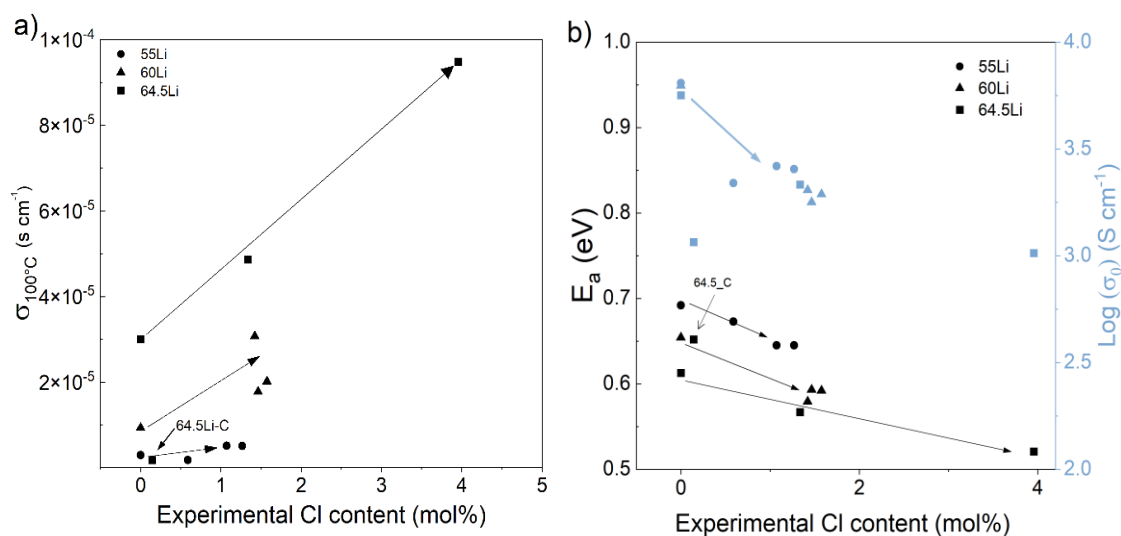 a)
1×10⁻⁴
8×10⁻⁵
6×10⁻⁵
4×10⁻⁵
2×10⁻⁵
σ100°C (s cm⁻¹)
55Li
60Li
64.5Li
64.5Li-C
0 1 2 3 4 5
Experimental Cl content (mol%)
b)
1.0
0.9
0.8
0.7
0.6
0.5
Eₐ (eV)
55Li
60Li
64.5Li
64.5_C
4.0
3.5
3.0
2.5
2.0
Log (σ₀) (S cm⁻¹)
0 2 4
Experimental Cl content (mol%)